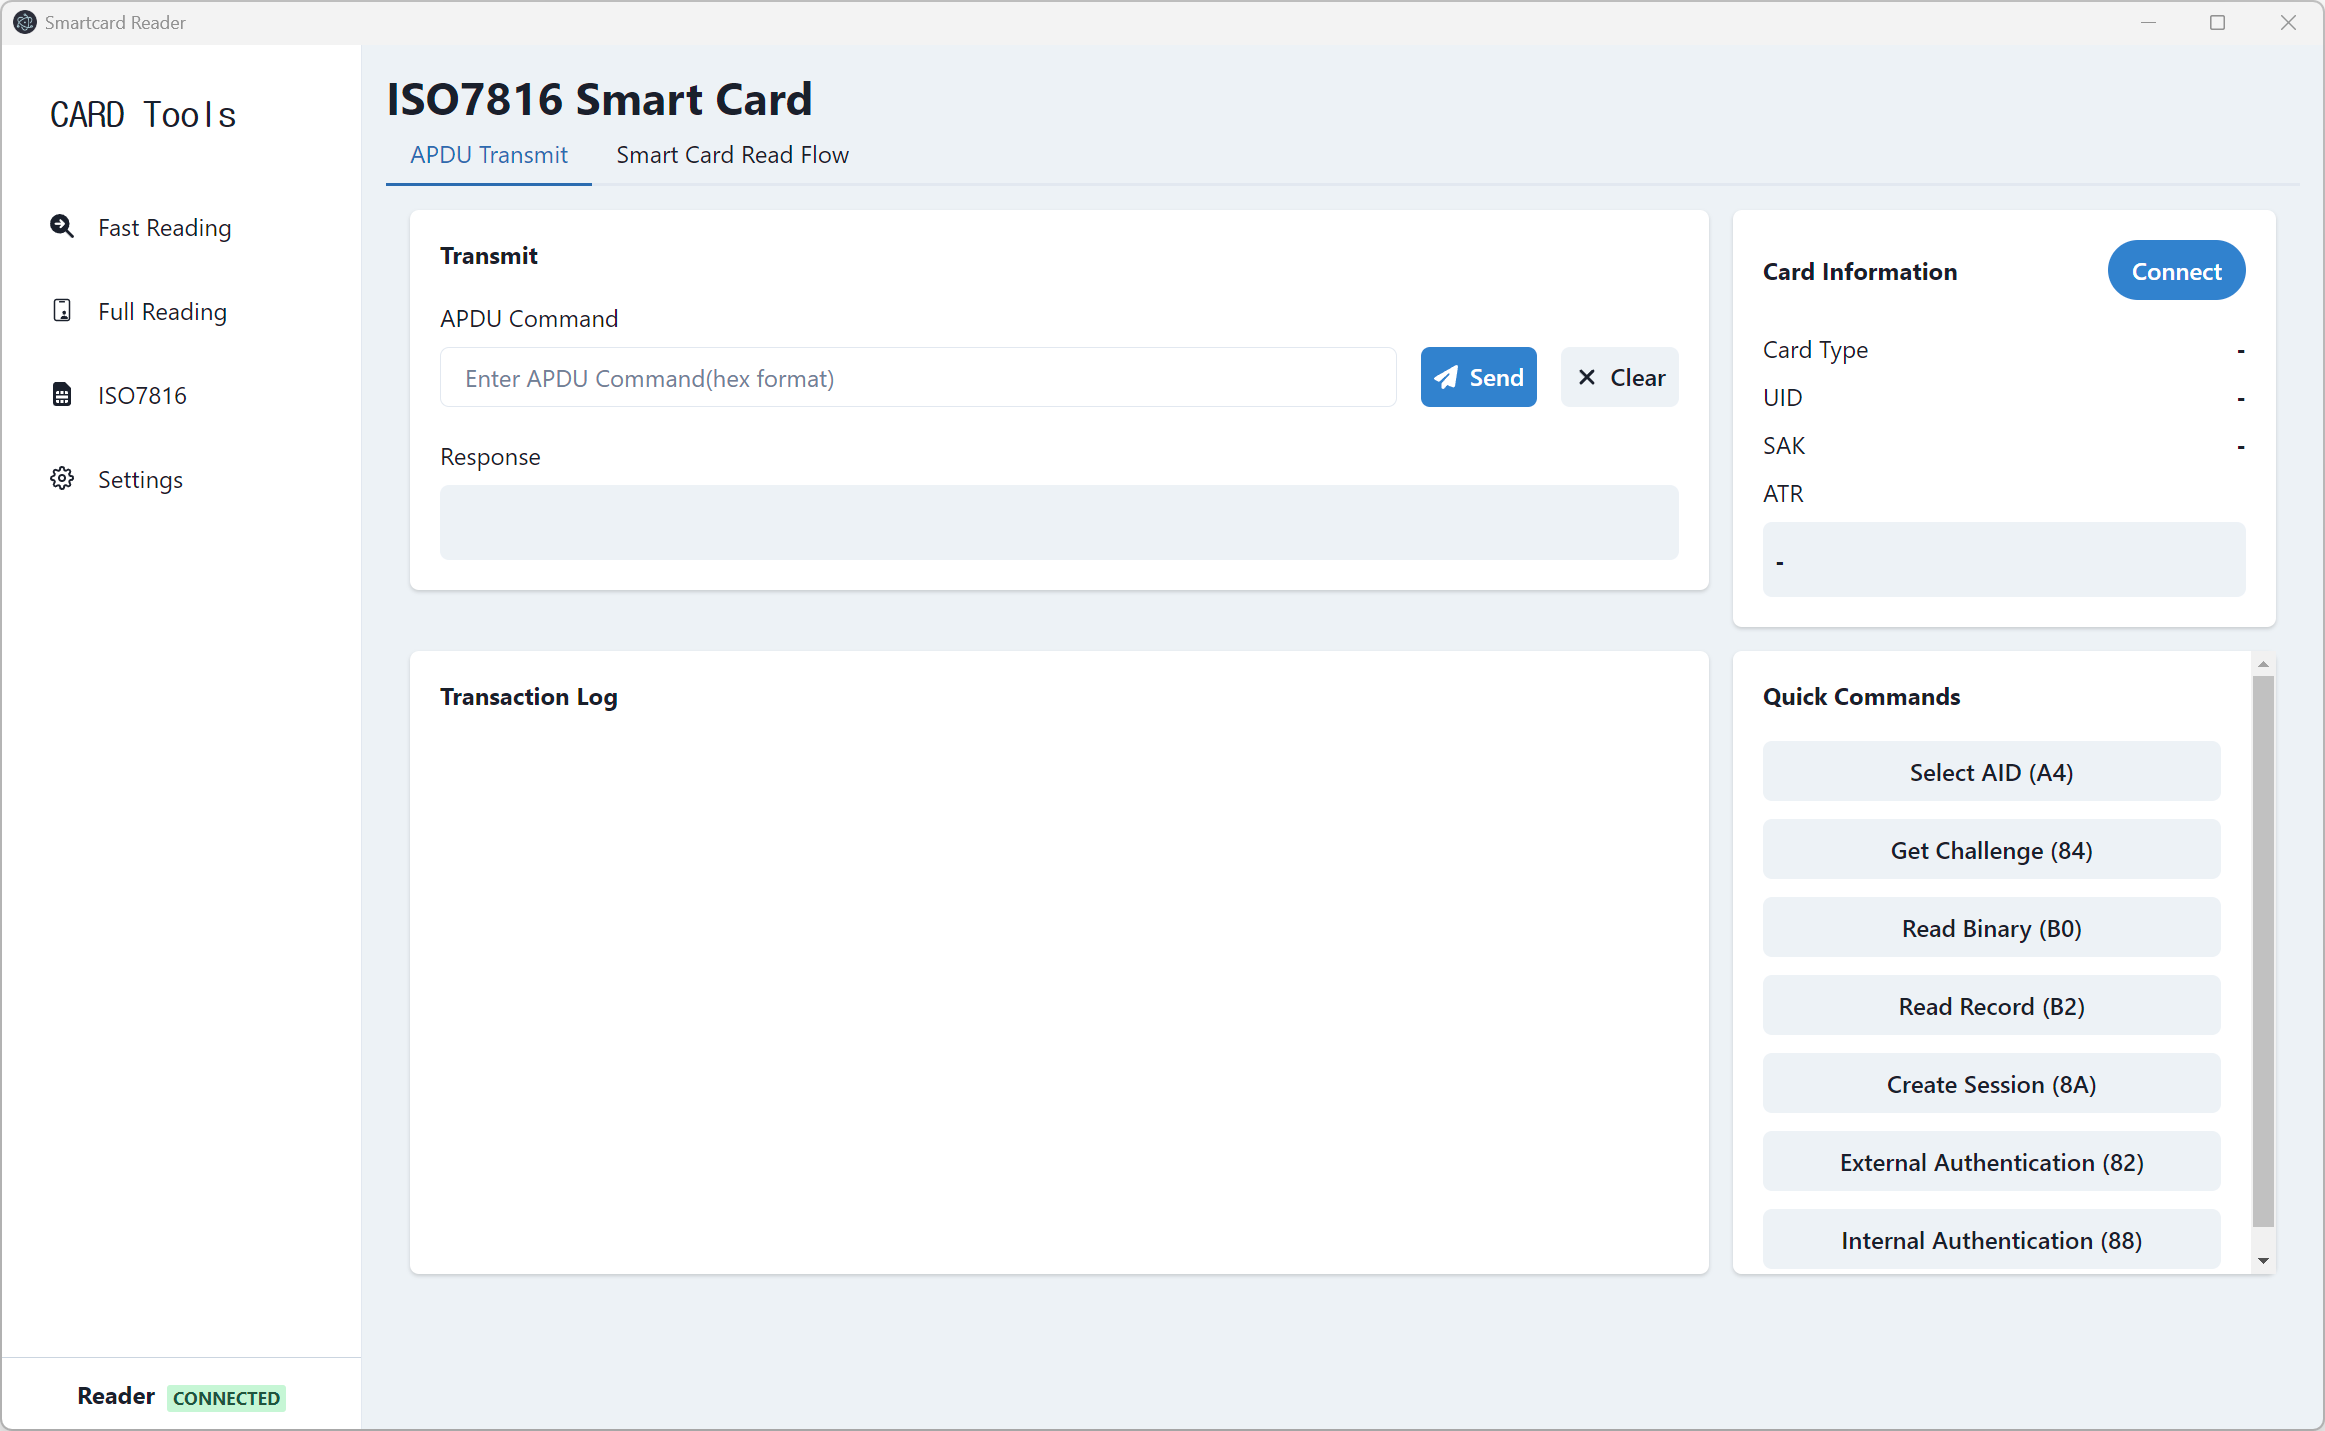 Smartcard Reader
CARD Tools
Fast Reading
Full Reading
ISO7816
Settings
Reader CONNECTED
ISO7816 Smart Card
APDU Transmit
Smart Card Read Flow
Transmit
APDU Command
Enter APDU Command(hex format)
Send
Clear
Response
Card Information
Connect
Card Type -
UID -
SAK -
ATR
-
Transaction Log
Quick Commands
Select AID (A4)
Get Challenge (84)
Read Binary (B0)
Read Record (B2)
Create Session (8A)
External Authentication (82)
Internal Authentication (88)